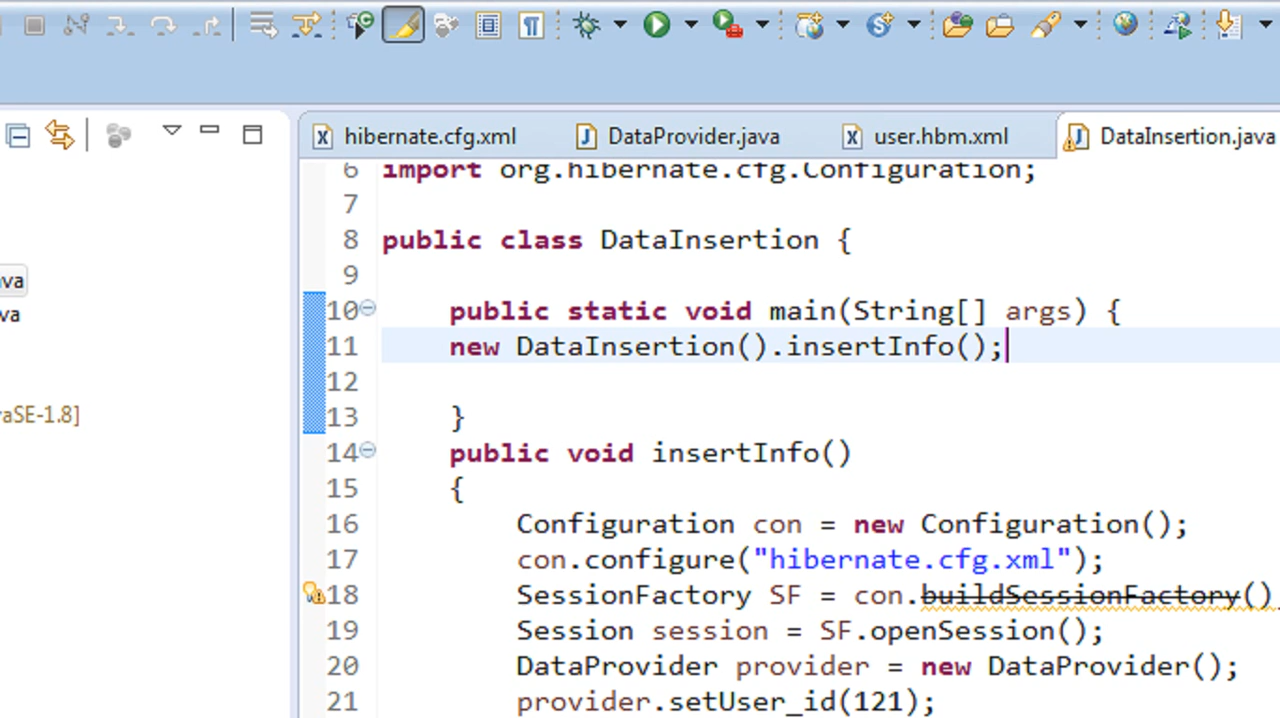 hibernate.cfg.xml DataProvider.java user.hbm.xml DataInsertion.java
6 import org.hibernate.cfg.Configuration;
7
8 public class DataInsertion {
9
10 public static void main(String[] args) {
11 new DataInsertion().insertInfo();
12
13 }
14 public void insertInfo()
15 {
16 Configuration con = new Configuration();
17 con.configure("hibernate.cfg.xml");
18 SessionFactory SF = con.buildSessionFactory()
19 Session session = SF.openSession();
20 DataProvider provider = new DataProvider();
21 provider.setUser_id(121);
ava
va
vaSE-1.8]